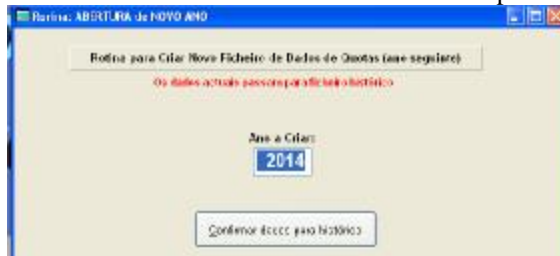 Rotina: ABERTURA de NOVO ANO
Rotina para Criar Novo Ficheiro de Dados de Quotas (ano seguinte)
Os dados actuais passam para ficheiro histórico
Ano a Criar:
2014
Confirmar para histórico